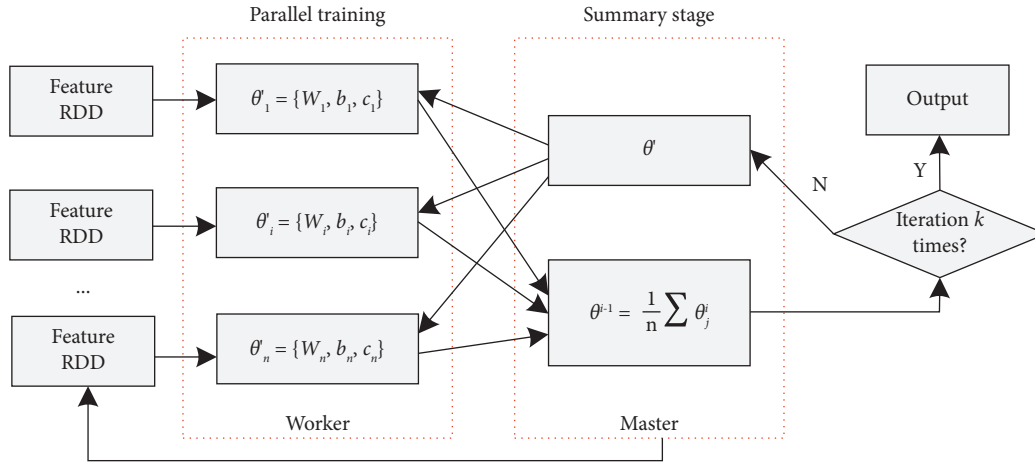 Parallel training
Summary stage
Feature
RDD
θ'₁ = {W₁, b₁, c₁}
θ'
Output
N
Y
Feature
RDD
θ'ᵢ = {Wᵢ, bᵢ, cᵢ}
Iteration k
times?
...
θⁱ⁻¹ = 1/n ∑ θⱼⁱ
Feature
RDD
θ'ₙ = {Wₙ, bₙ, cₙ}
Worker
Master